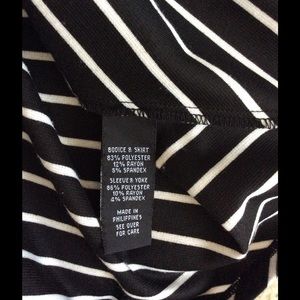 BODICE & SKIRT
83% POLYESTER
12% RAYON
5% SPANDEX
SLEEVE & YOKE
86% POLYESTER
10% RAYON
4% SPANDEX
MADE IN
PHILIPPINES
SEE OVER
FOR CARE